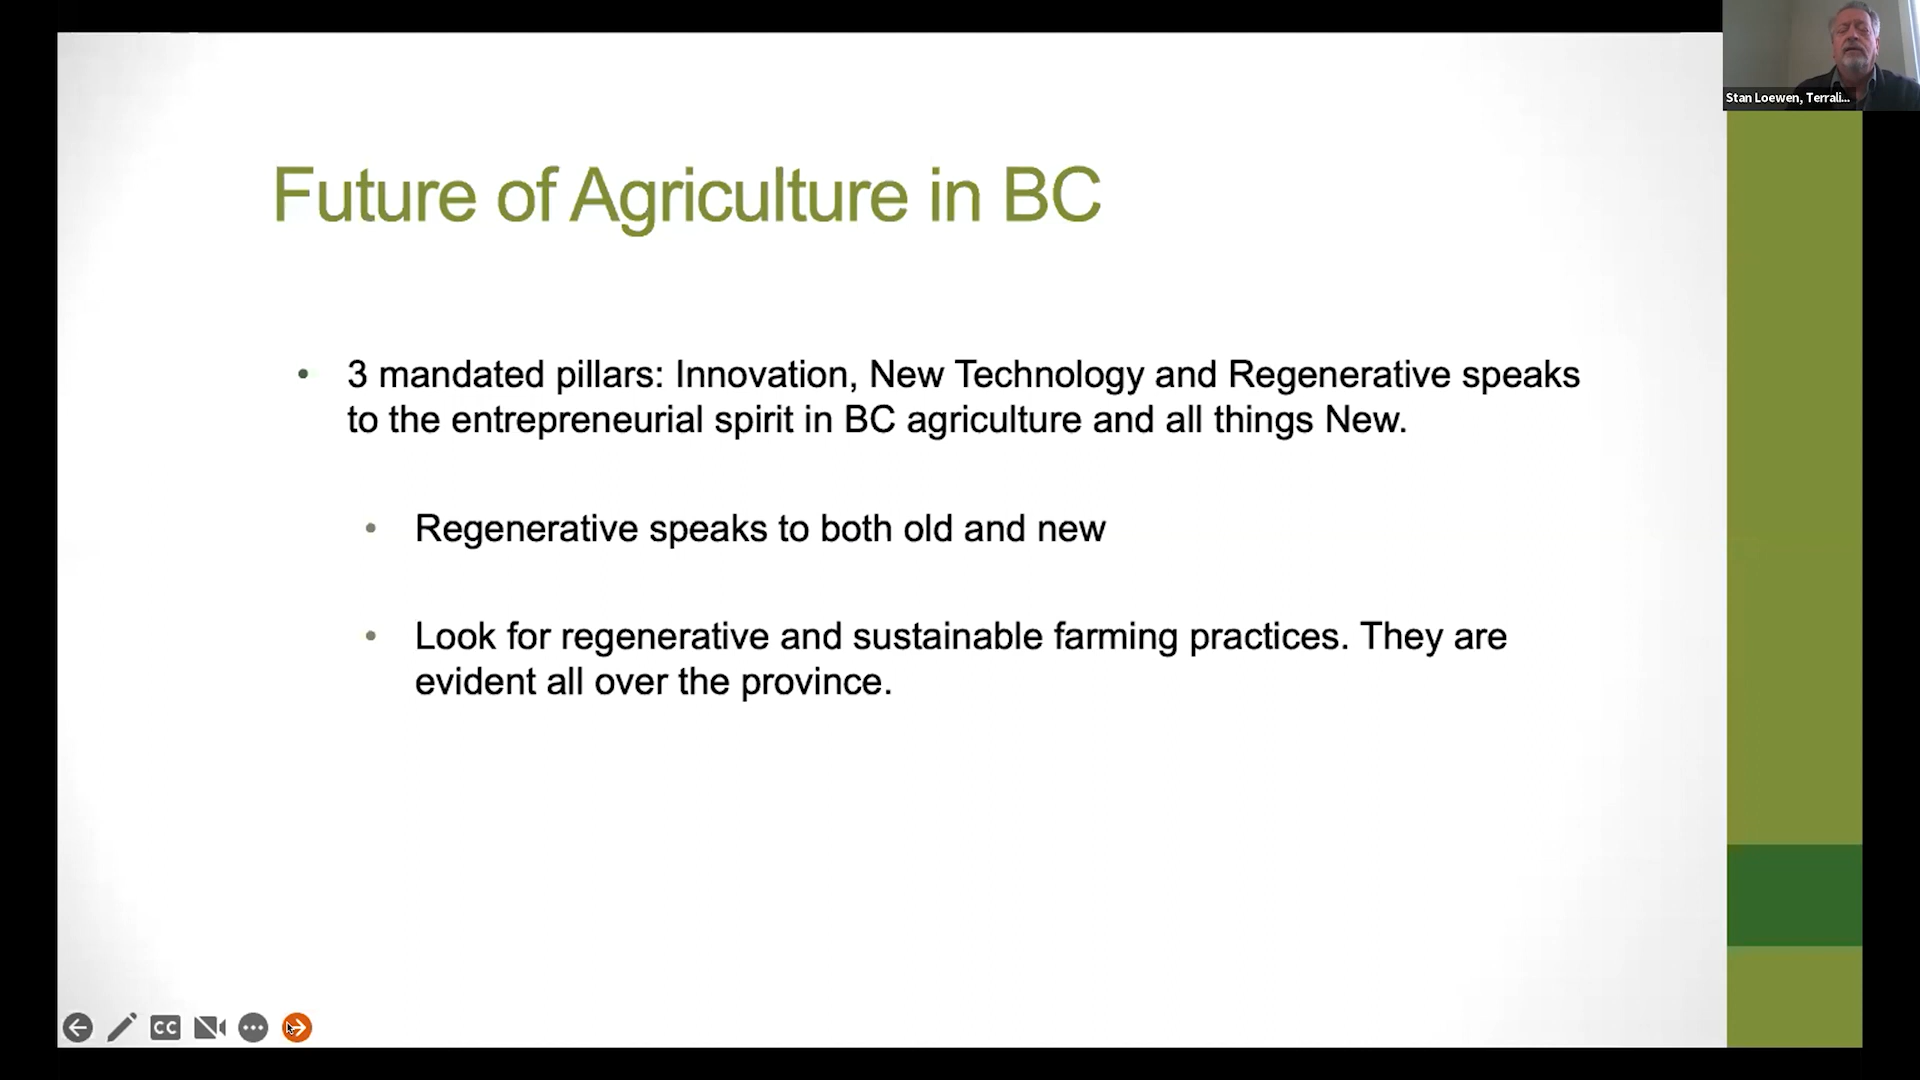 Stan Loewen, Terrali...
Future of Agriculture in BC
• 3 mandated pillars: Innovation, New Technology and Regenerative speaks
to the entrepreneurial spirit in BC agriculture and all things New.
• Regenerative speaks to both old and new
• Look for regenerative and sustainable farming practices. They are
evident all over the province.
CC